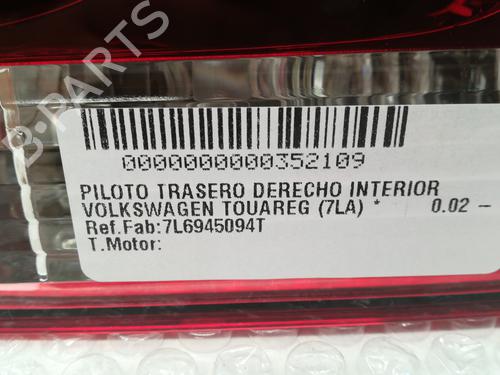 0000000000352109
PILOTO TRASERO DERECHO INTERIOR
VOLKSWAGEN TOUAREG (7LA) * 0.02 –
Ref.Fab:7L6945094T
T.Motor:
B-PARTS